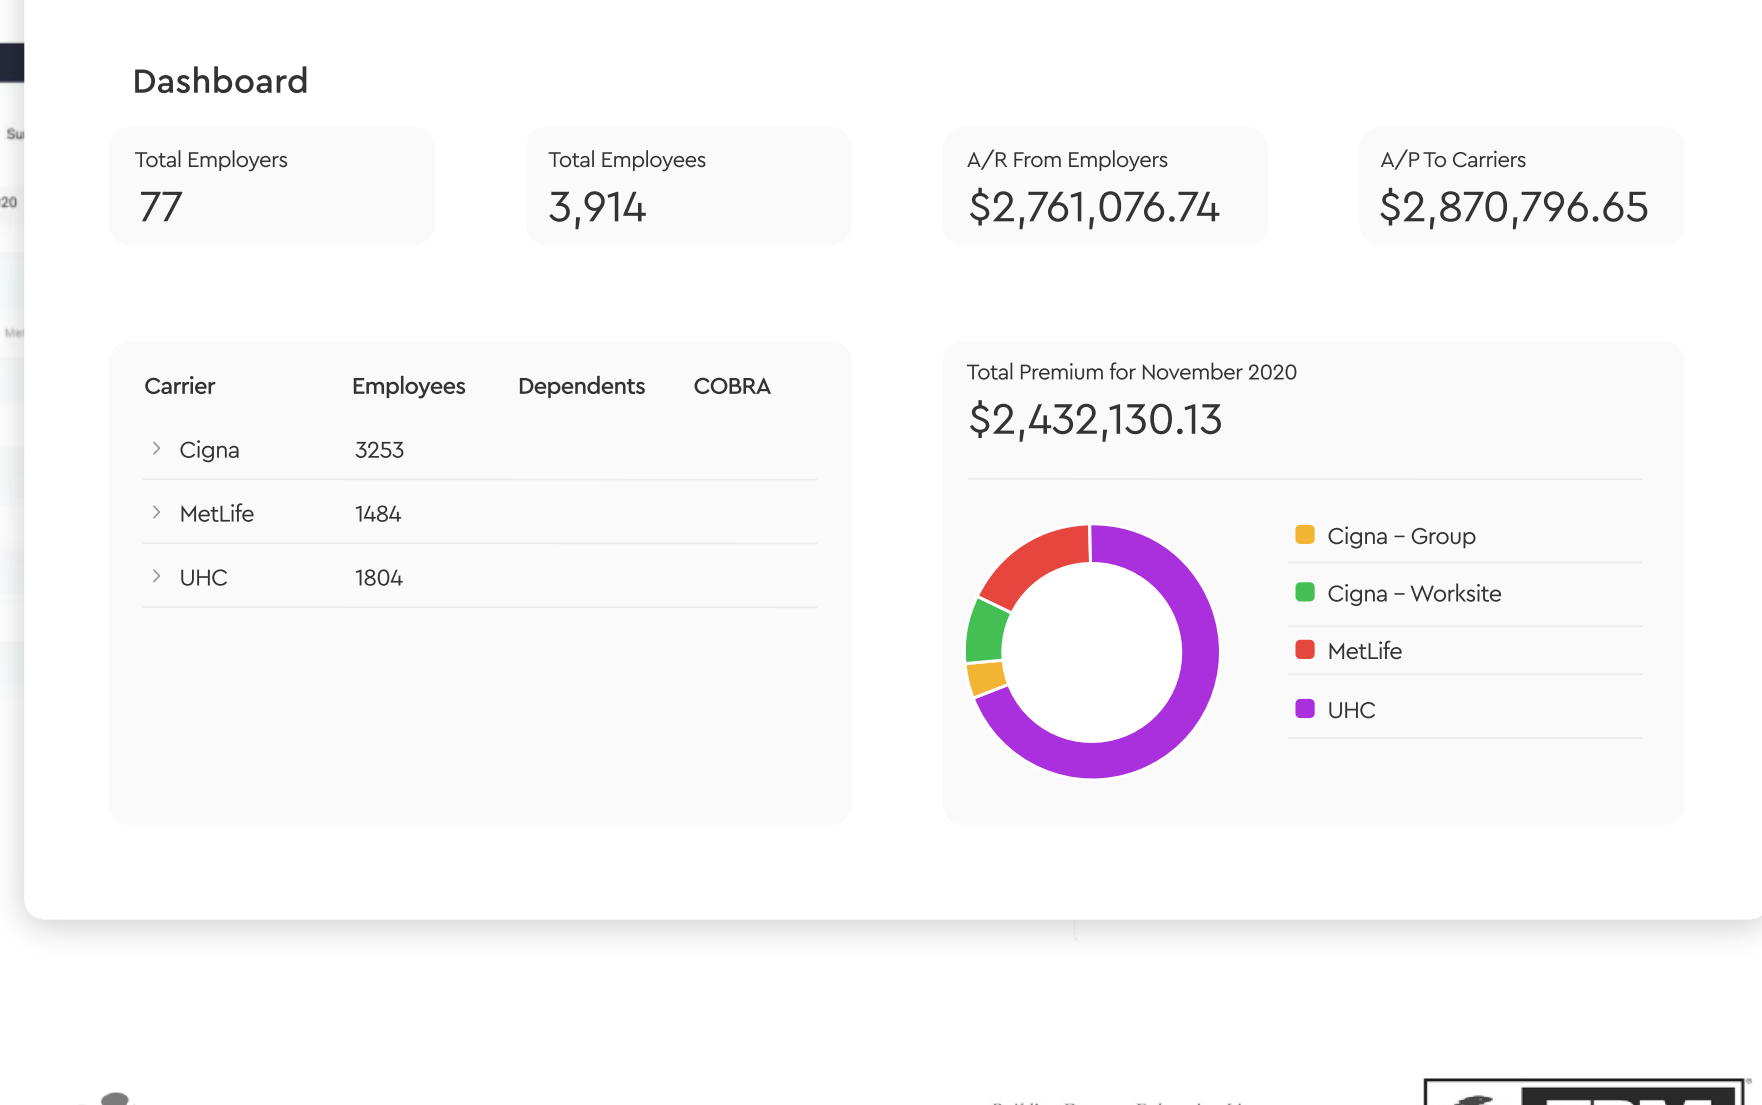 Dashboard
Total Employers
77
Total Employees
3,914
A/R From Employers
$2,761,076.74
A/P To Carriers
$2,870,796.65
Carrier Employees Dependents COBRA
Cigna 3253
MetLife 1484
UHC 1804
Total Premium for November 2020
$2,432,130.13
Cigna – Group
Cigna – Worksite
MetLife
UHC